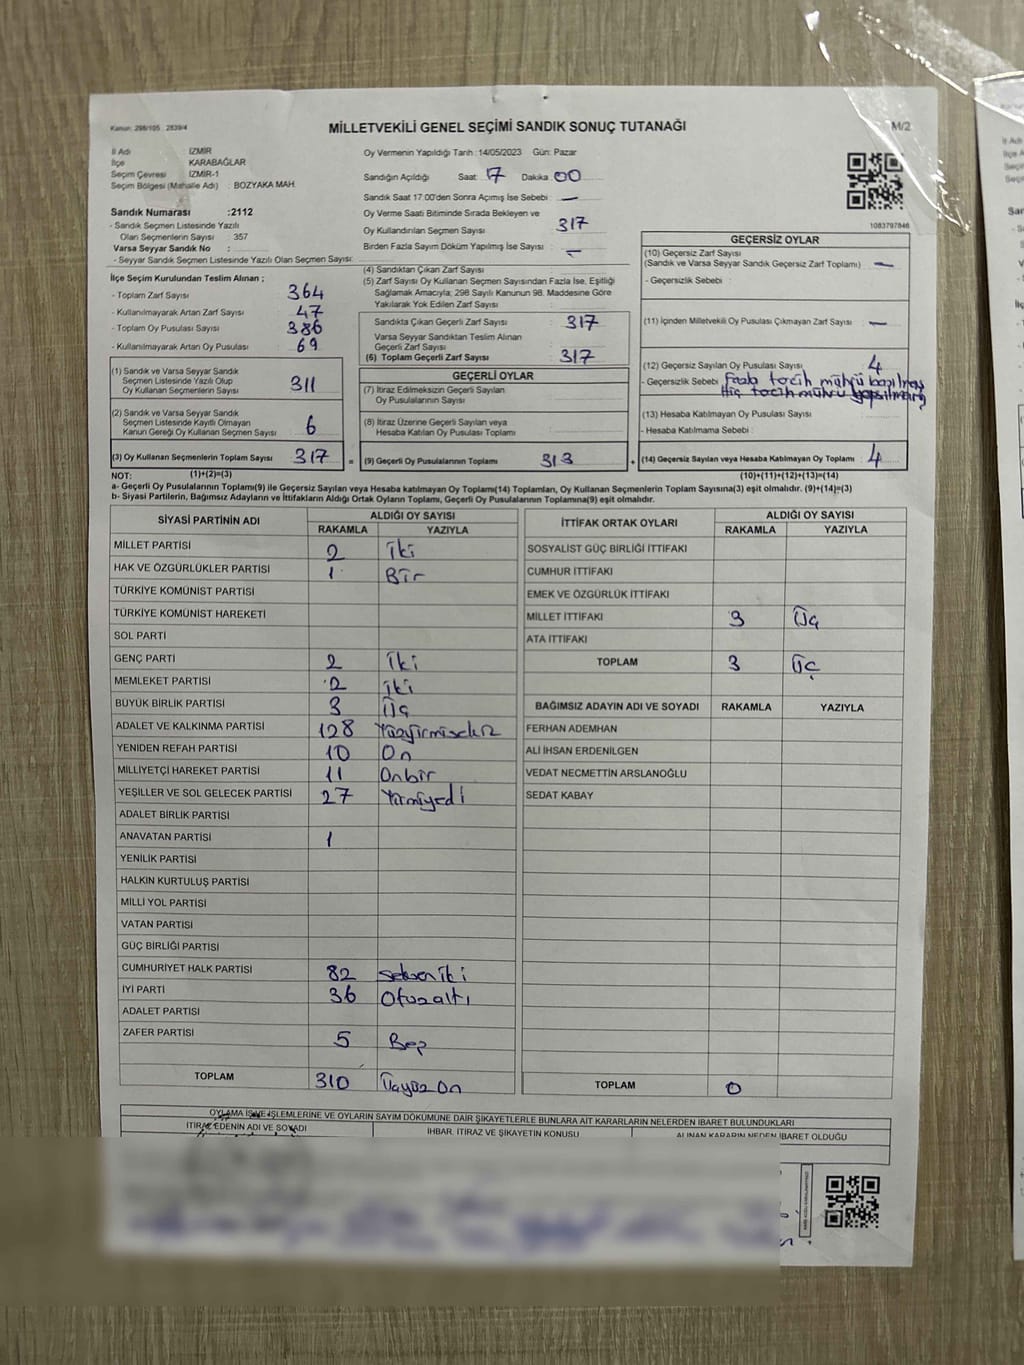 Kanun: 298/105 2839/4
MİLLETVEKİLİ GENEL SEÇİMİ SANDIK SONUÇ TUTANAĞI
M/2
İl Adı İZMİR
İlçe KARABAĞLAR
Seçim Çevresi İZMİR-1
Seçim Bölgesi (Mahalle Adı) : BOZYAKA MAH.
Sandık Numarası :2112
- Sandık Seçmen Listesinde Yazılı
Olan Seçmenlerin Sayısı : 357
Varsa Seyyar Sandık No :
- Seyyar Sandık Seçmen Listesinde Yazılı Olan Seçmen Sayısı:
Oy Vermenin Yapıldığı Tarih : 14/05/2023 Gün: Pazar
Sandığın Açıldığı Saat: 17 Dakika: 00
Sandık Saat 17.00'den Sonra Açımış İse Sebebi : —
Oy Verme Saati Bitiminde Sırada Bekleyen ve
Oy Kullandırılan Seçmen Sayısı : 317
Birden Fazla Sayım Döküm Yapılmış İse Sayısı :
1083797846
İlçe Seçim Kurulundan Teslim Alınan ;
- Toplam Zarf Sayısı : 364
- Kullanılmayarak Artan Zarf Sayısı : 47
- Toplam Oy Pusulası Sayısı : 386
- Kullanılmayarak Artan Oy Pusulası : 69
(1) Sandık ve Varsa Seyyar Sandık
Seçmen Listesinde Yazılı Olup
Oy Kullanan Seçmenlerin Sayısı : 311
(2) Sandık ve Varsa Seyyar Sandık
Seçmen Listesinde Kayıtlı Olmayan
Kanun Gereği Oy Kullanan Seçmen Sayısı : 6
(3) Oy Kullanan Seçmenlerin Toplam Sayısı : 317 =
(4) Sandıktan Çıkan Zarf Sayısı :
(5) Zarf Sayısı Oy Kullanan Seçmen Sayısından Fazla İse, Eşitliği
Sağlamak Amacıyla; 298 Sayılı Kanunun 98. Maddesine Göre
Yakılarak Yok Edilen Zarf Sayısı :
Sandıkta Çıkan Geçerli Zarf Sayısı : 317
Varsa Seyyar Sandıktan Teslim Alınan
Geçerli Zarf Sayısı :
(6) Toplam Geçerli Zarf Sayısı : 317
GEÇERLİ OYLAR
(7) İtiraz Edilmeksizin Geçerli Sayılan
Oy Pusulalarının Sayısı :
(8) İtiraz Üzerine Geçerli Sayılan veya
Hesaba Katılan Oy Pusulası Toplamı :
(9) Geçerli Oy Pusulalarının Toplamı : 313 +
GEÇERSİZ OYLAR
(10) Geçersiz Zarf Sayısı
(Sandık ve Varsa Seyyar Sandık Geçersiz Zarf Toplamı) : —
- Geçersizlik Sebebi :
(11) İçinden Milletvekili Oy Pusulası Çıkmayan Zarf Sayısı : —
(12) Geçersiz Sayılan Oy Pusulası Sayısı : 4
- Geçersizlik Sebebi : Fazla tecih mührü
Hiç tecih mührü
(13) Hesaba Katılmayan Oy Pusulası Sayısı :
- Hesaba Katılmama Sebebi :
(14) Geçersiz Sayılan veya Hesaba Katılmayan Oy Toplamı : 4
NOT: (1)+(2)=(3) (10)+(11)+(12)+(13)=(14)
a- Geçerli Oy Pusulalarının Toplamı(9) ile Geçersiz Sayılan veya Hesaba katılmayan Oy Toplamı(14) Toplamları, Oy Kullanan Seçmenlerin Toplam Sayısına(3) eşit olmalıdır. (9)+(14)=(3)
b- Siyasi Partilerin, Bağımsız Adayların ve İttifakların Aldığı Ortak Oyların Toplamı, Geçerli Oy Pusulalarının Toplamına(9) eşit olmalıdır.
SİYASİ PARTİNİN ADI ALDIĞI OY SAYISI
RAKAMLA YAZIYLA
MİLLET PARTİSİ 2 İki
HAK VE ÖZGÜRLÜKLER PARTİSİ 1 Bir
TÜRKİYE KOMÜNİST PARTİSİ
TÜRKİYE KOMÜNİST HAREKETİ
SOL PARTİ
GENÇ PARTİ 2 İki
MEMLEKET PARTİSİ 2 İki
BÜYÜK BİRLİK PARTİSİ 3 Üç
ADALET VE KALKINMA PARTİSİ 128 Yüzyirmisekiz
YENİDEN REFAH PARTİSİ 10 On
MİLLİYETÇİ HAREKET PARTİSİ 11 Onbir
YEŞİLLER VE SOL GELECEK PARTİSİ 27 Yirmiyedi
ADALET BİRLİK PARTİSİ
ANAVATAN PARTİSİ 1
YENİLİK PARTİSİ
HALKIN KURTULUŞ PARTİSİ
MİLLİ YOL PARTİSİ
VATAN PARTİSİ
GÜÇ BİRLİĞİ PARTİSİ
CUMHURİYET HALK PARTİSİ 82 sekseniki
İYİ PARTİ 36 Otuzaltı
ADALET PARTİSİ
ZAFER PARTİSİ 5 Beş
TOPLAM 310 Üçyüz On
İTTİFAK ORTAK OYLARI ALDIĞI OY SAYISI
RAKAMLA YAZIYLA
SOSYALİST GÜÇ BİRLİĞİ İTTİFAKI
CUMHUR İTTİFAKI
EMEK VE ÖZGÜRLÜK İTTİFAKI
MİLLET İTTİFAKI 3 Üç
ATA İTTİFAKI
TOPLAM 3 Üç
BAĞIMSIZ ADAYIN ADI VE SOYADI RAKAMLA YAZIYLA
FERHAN ADEMHAN
ALİ İHSAN ERDENİLGEN
VEDAT NECMETTİN ARSLANOĞLU
SEDAT KABAY
TOPLAM 0
OYLAMA İŞ VE İŞLEMLERİNE VE OYLARIN SAYIM DÖKÜMÜNE DAİR ŞİKAYETLERLE BUNLARA AİT KARARLARIN NELERDEN İBARET BULUNDUKLARI
İTİRAZ EDENİN ADI VE SOYADI İHBAR, İTİRAZ VE ŞİKAYETİN KONUSU ALINAN KARARIN NEDEN İBARET OLDUĞU